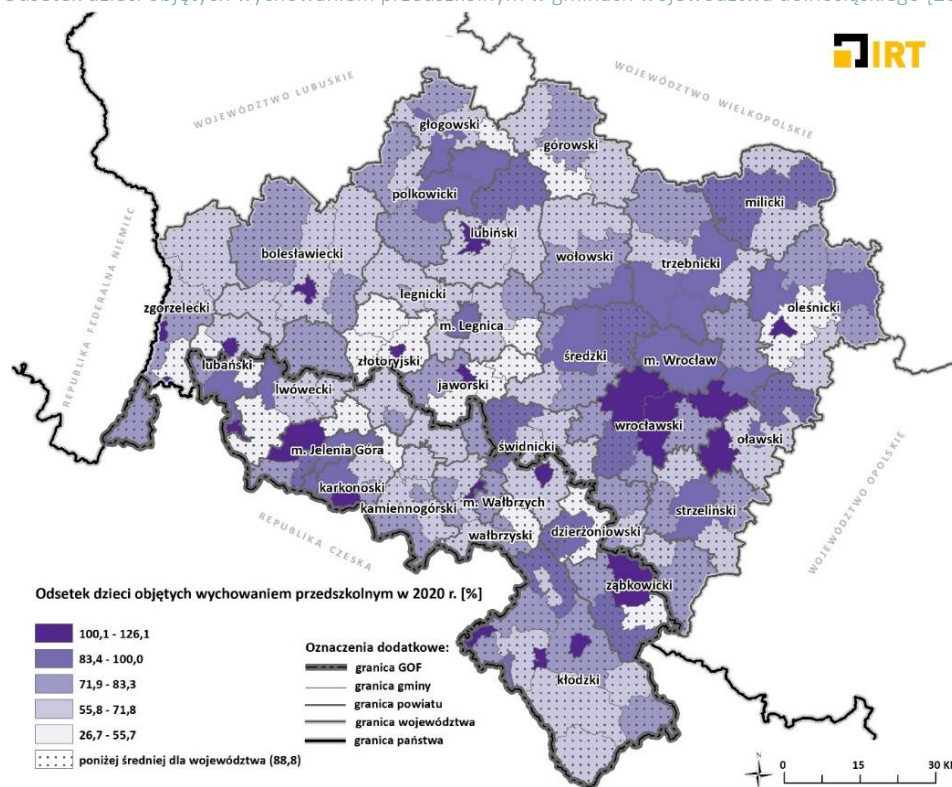 Odsetek dzieci objętych wychowaniem przedszkolnym w gminach województwa dolnośląskiego
IRT
WOJEWÓDZTWO LUBUSKIE
WOJEWÓDZTWO WIELKOPOLSKIE
głogowski
górowski
polkowicki
milicki
lubiński
bolesławiecki
wołowski
trzebnicki
REPUBLIKA FEDERALNA NIEMIEC
zgorzelecki
legnicki
oleśnicki
m. Legnica
lubański
złotoryjski
średzki
m. Wrocław
lwówecki
jaworski
wrocławski
oławski
m. Jelenia Góra
świdnicki
karkonoski
m. Wałbrzych
kamiennogórski
strzeliński
WOJEWÓDZTWO OPOLSKIE
REPUBLIKA CZESKA
wałbrzyski
dzierżoniowski
ząbkowicki
kłodzki
Odsetek dzieci objętych wychowaniem przedszkolnym w 2020 r. [%]
100,1 - 126,1
83,4 - 100,0
71,9 - 83,3
55,8 - 71,8
26,7 - 55,7
poniżej średniej dla województwa (88,8)
Oznaczenia dodatkowe:
granica GOF
granica gminy
granica powiatu
granica województwa
granica państwa
N
0 15 30